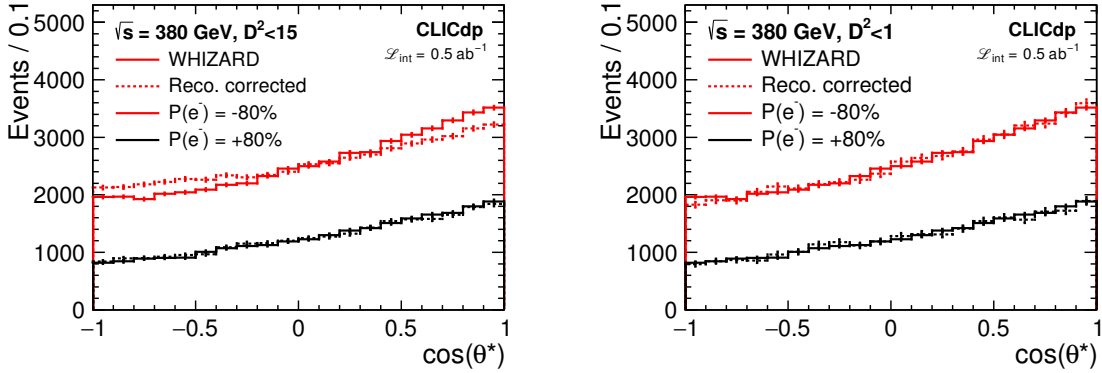 √s = 380 GeV, D²<15 CLICdp
WHIZARD ℒint = 0.5 ab⁻¹
Reco. corrected
P(e⁻) = -80%
P(e⁻) = +80%
Events / 0.1
5000
4000
3000
2000
1000
0
−1 −0.5 0 0.5 1
cos(θ*)
√s = 380 GeV, D²<1 CLICdp
WHIZARD ℒint = 0.5 ab⁻¹
Reco. corrected
P(e⁻) = -80%
P(e⁻) = +80%
Events / 0.1
5000
4000
3000
2000
1000
0
−1 −0.5 0 0.5 1
cos(θ*)